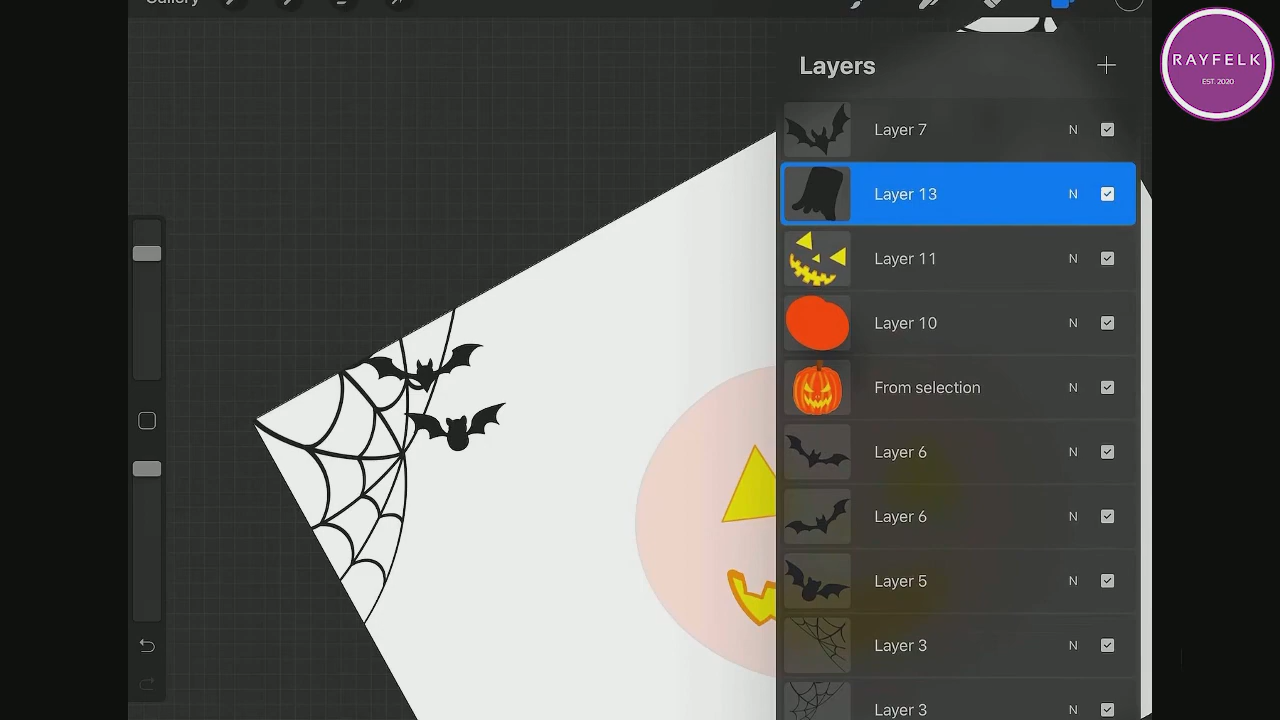 Gallery
RAYFELK
EST. 2020
Layers
Layer 7 N
Layer 13 N
Layer 11 N
Layer 10 N
From selection N
Layer 6 N
Layer 6 N
Layer 5 N
Layer 3 N
Layer 3 N